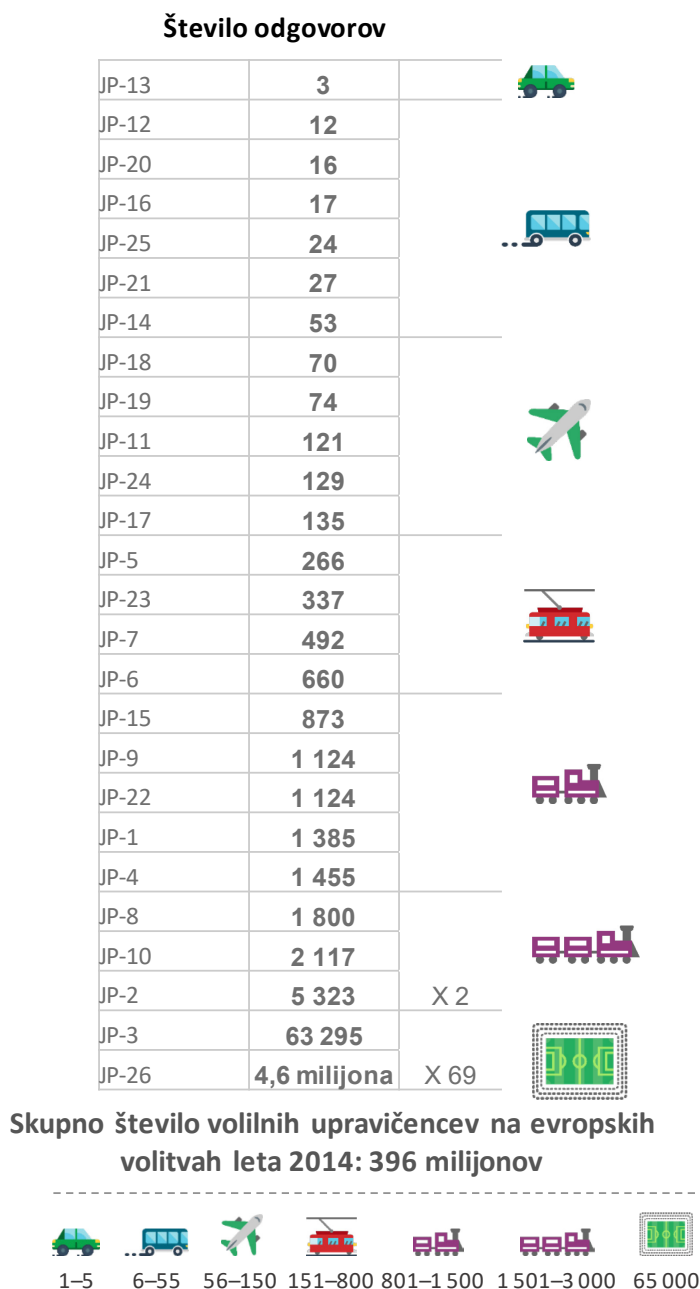 Število odgovorov
JP-13 3
JP-12 12
JP-20 16
JP-16 17
JP-25 24
JP-21 27
JP-14 53
JP-18 70
JP-19 74
JP-11 121
JP-24 129
JP-17 135
JP-5 266
JP-23 337
JP-7 492
JP-6 660
JP-15 873
JP-9 1 124
JP-22 1 124
JP-1 1 385
JP-4 1 455
JP-8 1 800
JP-10 2 117
JP-2 5 323 X 2
JP-3 63 295
JP-26 4,6 milijona X 69
Skupno število volilnih upravičencev na evropskih
volitvah leta 2014: 396 milijonov
1–5 6–55 56–150 151–800 801–1 500 1 501–3 000 65 000